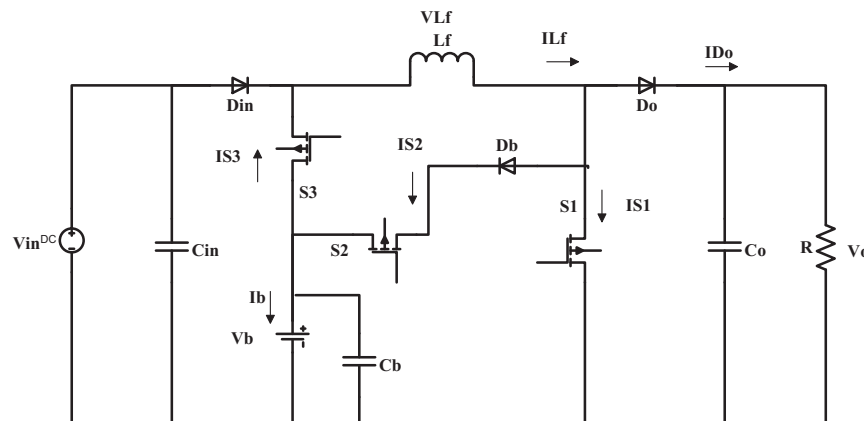 VLf
Lf
ILf
IDo
Din
Do
IS3
S3
IS2
Db
S1
IS1
VinDC
Cin
S2
Co
R
Vo
Ib
Vb
Cb